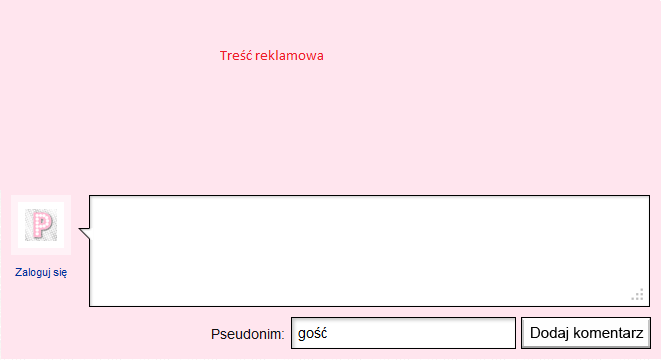 Treść reklamowa
P
Zaloguj się
Pseudonim: gość Dodaj komentarz